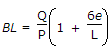 BL = Q/P (1 + 6e/L)